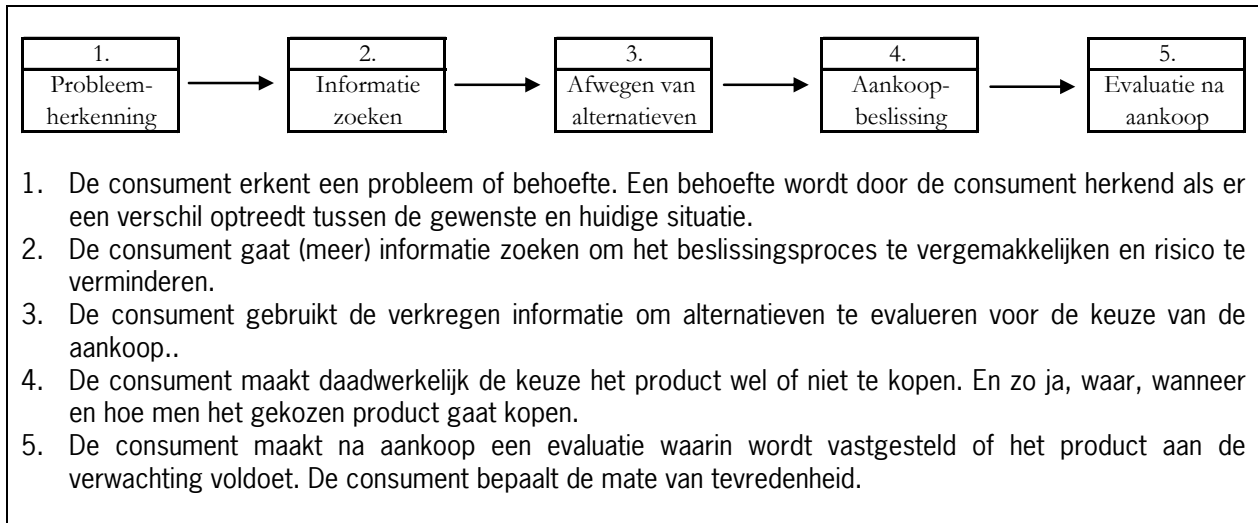 1.
Probleem-
herkenning
2.
Informatie
zoeken
3.
Afwegen van
alternatieven
4.
Aankoop-
beslissing
5.
Evaluatie na
aankoop
1. De consument erkent een probleem of behoefte. Een behoefte wordt door de consument herkend als er
een verschil optreedt tussen de gewenste en huidige situatie.
2. De consument gaat (meer) informatie zoeken om het beslissingsproces te vergemakkelijken en risico te
verminderen.
3. De consument gebruikt de verkregen informatie om alternatieven te evalueren voor de keuze van de
aankoop..
4. De consument maakt daadwerkelijk de keuze het product wel of niet te kopen. En zo ja, waar, wanneer
en hoe men het gekozen product gaat kopen.
5. De consument maakt na aankoop een evaluatie waarin wordt vastgesteld of het product aan de
verwachting voldoet. De consument bepaalt de mate van tevredenheid.